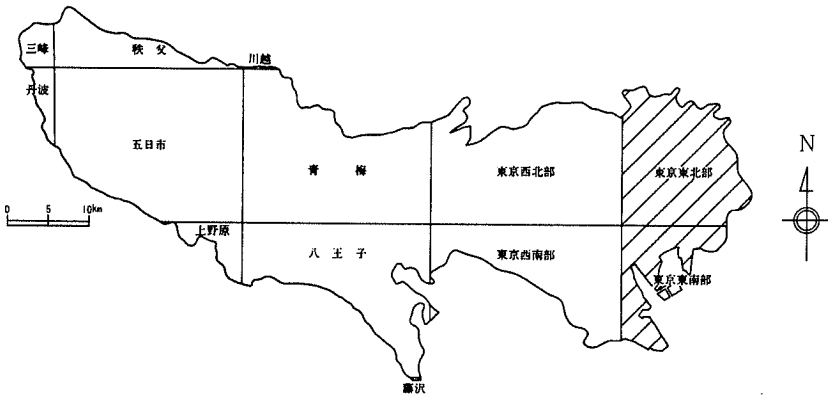 三峰
秩父
川越
丹波
五日市
青梅
東京西北部
東京東北部
N
0 5 10km
上野原
八王子
東京西南部
東京東南部
藤沢